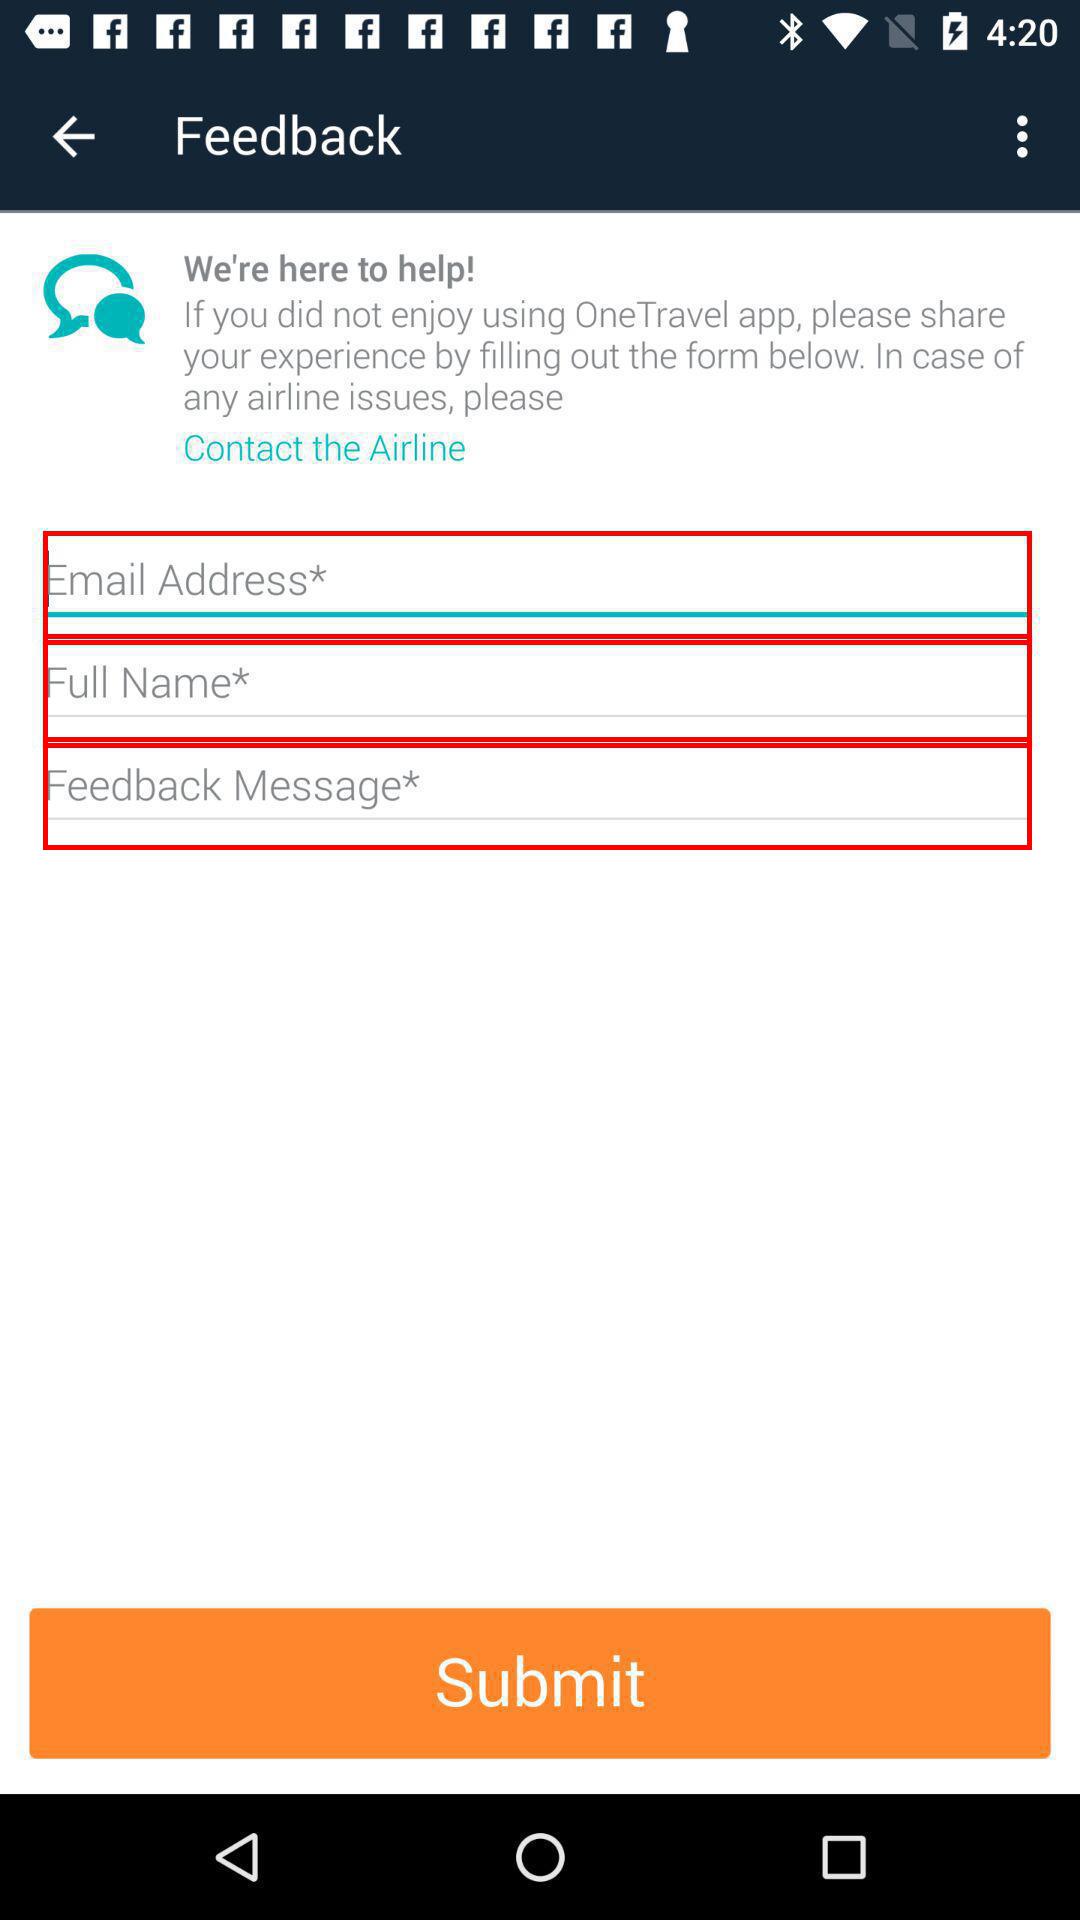 4:20
Feedback
We're here to help!
If you did not enjoy using OneTravel app, please share
your experience by filling out the form below. In case of
any airline issues, please
Contact the Airline
Email Address*
Full Name*
Feedback Message*
Submit